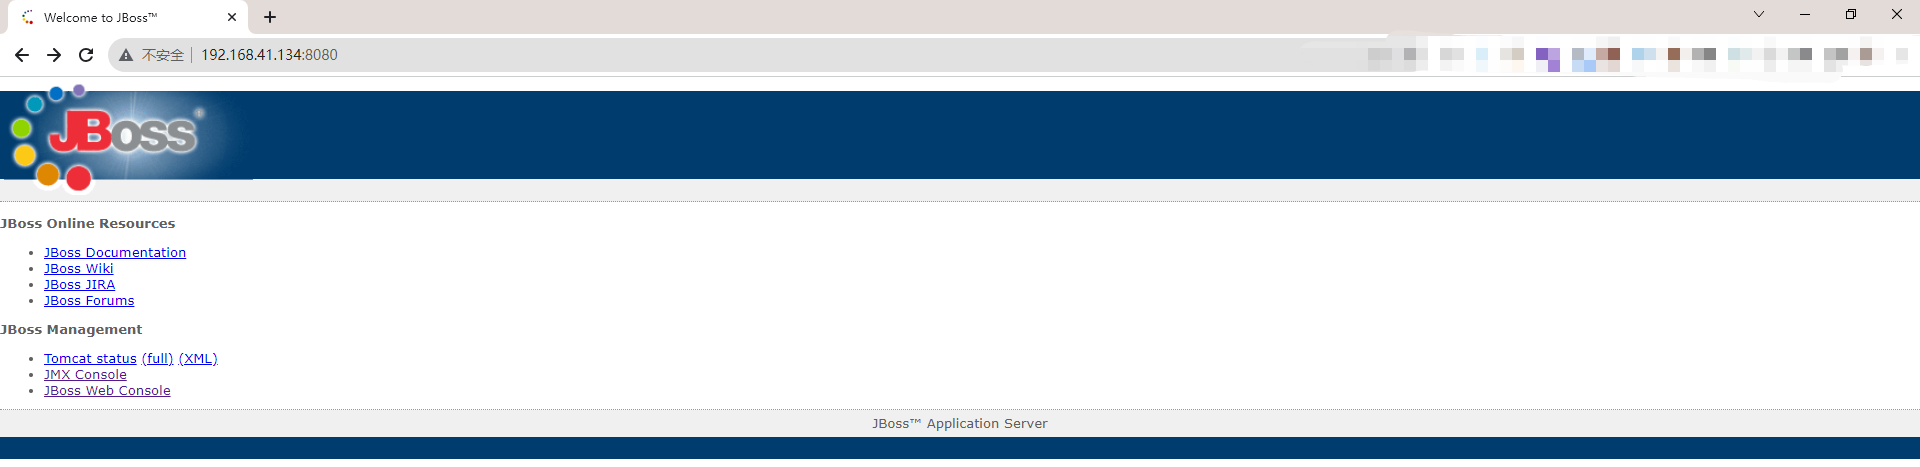 Welcome to JBoss™
不安全 192.168.41.134:8080
JBoss®
JBoss Online Resources
JBoss Documentation
JBoss Wiki
JBoss JIRA
JBoss Forums
JBoss Management
Tomcat status (full) (XML)
JMX Console
JBoss Web Console
JBoss™ Application Server